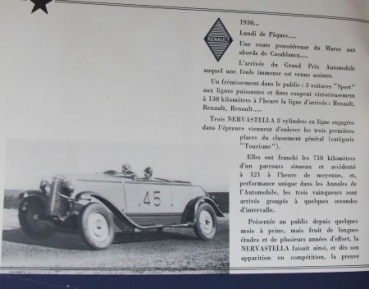 1930...
Lundi de Pâques....
Une route poussiéreuse du Maroc aux
abords de Casablanca....
L'arrivée du Grand Prix Automobile
auquel une foule immense est venue assister.
Un frémissement dans le public : 3 voitures "Sport"
aux lignes puissantes et fines coupent victorieusement
à 130 kilomètres à l'heure la ligne d'arrivée : Renault,
Renault, Renault....
Trois NERVASTELLA 8 cylindres en ligne engagées
dans l'épreuve viennent d'enlever les trois premières
places du classement général (catégorie
"Tourisme").
Elles ont franchi les 710 kilomètres
d'un parcours sinueux et accidenté
à 121 à l'heure de moyenne, et,
performance unique dans les Annales de
l'Automobile, les trois vainqueurs sont
arrivés groupés à quelques secondes
d'intervalle.
Présentée au public depuis quelques
mois à peine, mais fruit de longues
études et de plusieurs années d'effort, la
NERVASTELLA faisait ainsi, et dès son
apparition en compétition, la preuve
RENAULT
45